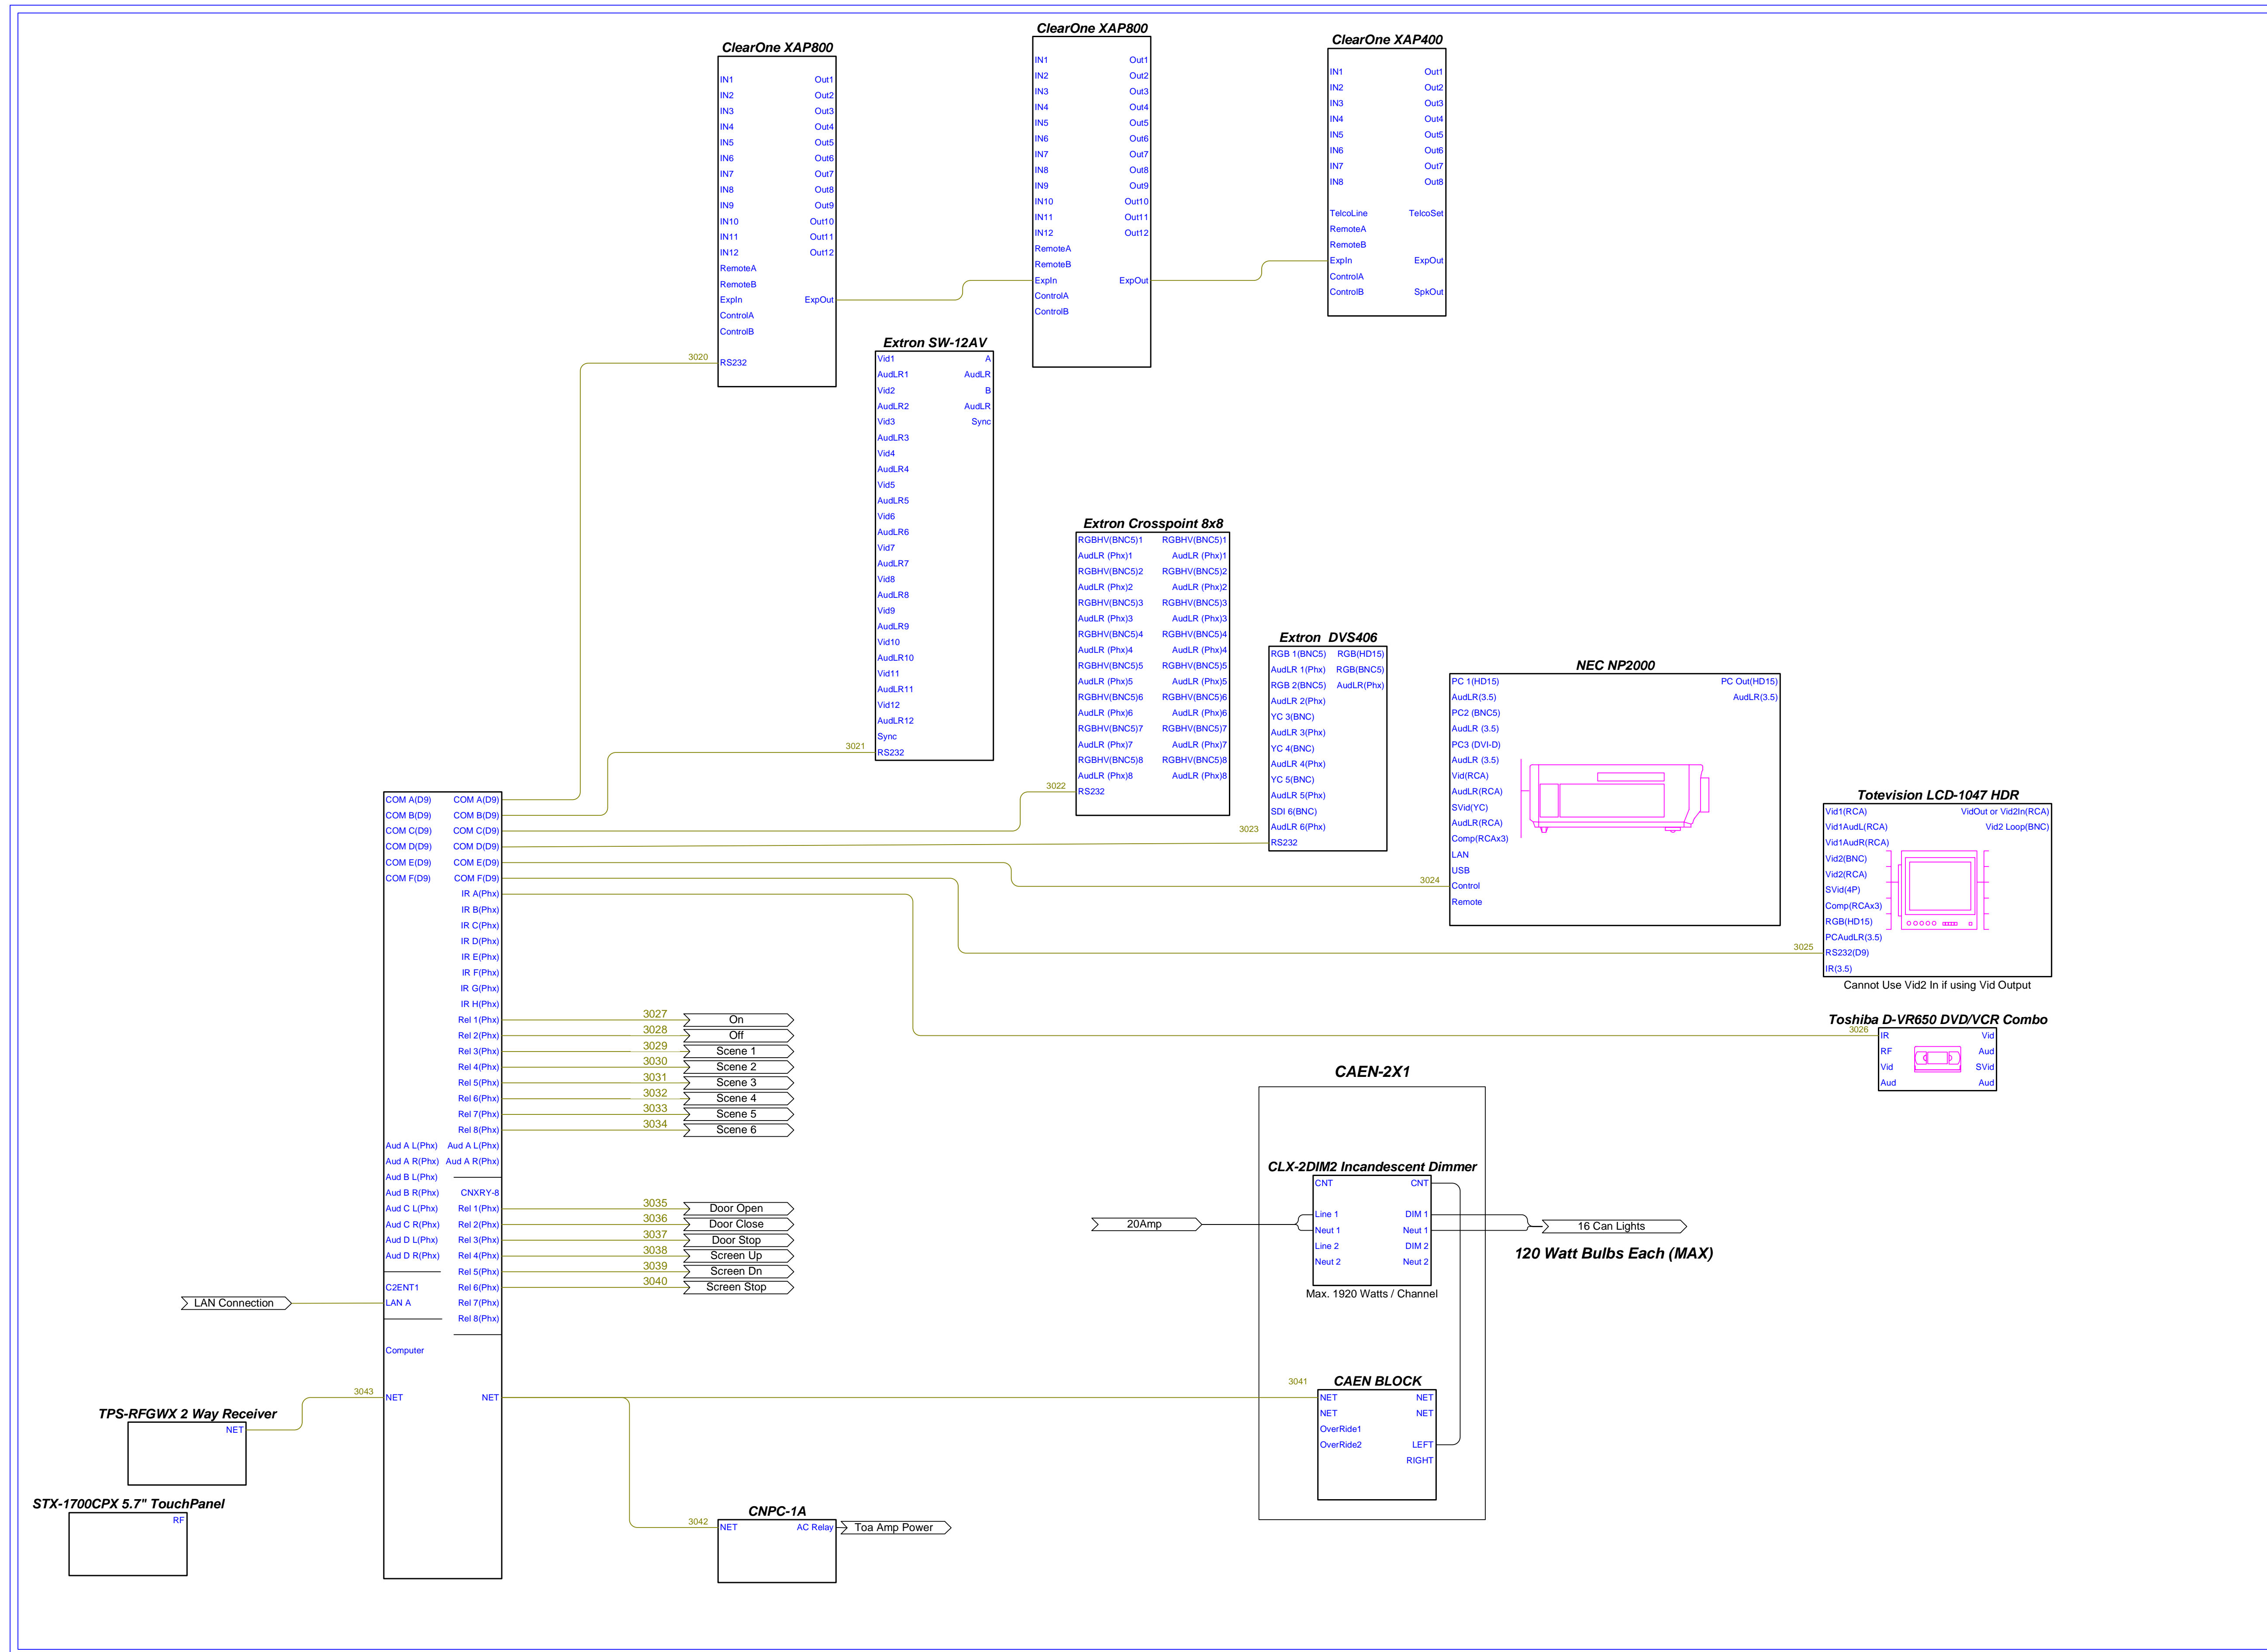 ClearOne XAP800
IN1 Out1
IN2 Out2
IN3 Out3
IN4 Out4
IN5 Out5
IN6 Out6
IN7 Out7
IN8 Out8
IN9 Out9
IN10 Out10
IN11 Out11
IN12 Out12
RemoteA
RemoteB
ExpIn ExpOut
ControlA
ControlB
3020 RS232
ClearOne XAP800
IN1 Out1
IN2 Out2
IN3 Out3
IN4 Out4
IN5 Out5
IN6 Out6
IN7 Out7
IN8 Out8
IN9 Out9
IN10 Out10
IN11 Out11
IN12 Out12
RemoteA
RemoteB
ExpIn ExpOut
ControlA
ControlB
ClearOne XAP400
IN1 Out1
IN2 Out2
IN3 Out3
IN4 Out4
IN5 Out5
IN6 Out6
IN7 Out7
IN8 Out8
TelcoLine TelcoSet
RemoteA
RemoteB
ExpIn ExpOut
ControlA
ControlB SpkOut
Extron SW-12AV
Vid1 A
AudLR1 AudLR
Vid2 B
AudLR2 AudLR
Vid3 Sync
AudLR3
Vid4
AudLR4
Vid5
AudLR5
Vid6
AudLR6
Vid7
AudLR7
Vid8
AudLR8
Vid9
AudLR9
Vid10
AudLR10
Vid11
AudLR11
Vid12
AudLR12
Sync
3021 RS232
Extron Crosspoint 8x8
RGBHV(BNC5)1 RGBHV(BNC5)1
AudLR (Phx)1 AudLR (Phx)1
RGBHV(BNC5)2 RGBHV(BNC5)2
AudLR (Phx)2 AudLR (Phx)2
RGBHV(BNC5)3 RGBHV(BNC5)3
AudLR (Phx)3 AudLR (Phx)3
RGBHV(BNC5)4 RGBHV(BNC5)4
AudLR (Phx)4 AudLR (Phx)4
RGBHV(BNC5)5 RGBHV(BNC5)5
AudLR (Phx)5 AudLR (Phx)5
RGBHV(BNC5)6 RGBHV(BNC5)6
AudLR (Phx)6 AudLR (Phx)6
RGBHV(BNC5)7 RGBHV(BNC5)7
AudLR (Phx)7 AudLR (Phx)7
RGBHV(BNC5)8 RGBHV(BNC5)8
AudLR (Phx)8 AudLR (Phx)8
3022 RS232
Extron DVS406
RGB 1(BNC5) RGB(HD15)
AudLR 1(Phx) RGB(BNC5)
RGB 2(BNC5) AudLR(Phx)
AudLR 2(Phx)
YC 3(BNC)
AudLR 3(Phx)
YC 4(BNC)
AudLR 4(Phx)
YC 5(BNC)
AudLR 5(Phx)
SDI 6(BNC)
AudLR 6(Phx)
3023 RS232
NEC NP2000
PC 1(HD15) PC Out(HD15)
AudLR(3.5) AudLR(3.5)
PC2 (BNC5)
AudLR (3.5)
PC3 (DVI-D)
AudLR (3.5)
Vid(RCA)
AudLR(RCA)
SVid(YC)
AudLR(RCA)
Comp(RCAx3)
LAN
USB
3024 Control
Remote
Totevision LCD-1047 HDR
Vid1(RCA) VidOut or Vid2In(RCA)
Vid1AudL(RCA) Vid2 Loop(BNC)
Vid1AudR(RCA)
Vid2(BNC)
Vid2(RCA)
SVid(4P)
Comp(RCAx3)
RGB(HD15)
PCAudLR(3.5)
3025 RS232(D9)
IR(3.5)
Cannot Use Vid2 In if using Vid Output
Toshiba D-VR650 DVD/VCR Combo
3026 IR Vid
RF Aud
Vid SVid
Aud Aud
COM A(D9) COM A(D9)
COM B(D9) COM B(D9)
COM C(D9) COM C(D9)
COM D(D9) COM D(D9)
COM E(D9) COM E(D9)
COM F(D9) COM F(D9)
IR A(Phx)
IR B(Phx)
IR C(Phx)
IR D(Phx)
IR E(Phx)
IR F(Phx)
IR G(Phx)
IR H(Phx)
Rel 1(Phx) 3027 On
Rel 2(Phx) 3028 Off
Rel 3(Phx) 3029 Scene 1
Rel 4(Phx) 3030 Scene 2
Rel 5(Phx) 3031 Scene 3
Rel 6(Phx) 3032 Scene 4
Rel 7(Phx) 3033 Scene 5
Rel 8(Phx) 3034 Scene 6
Aud A L(Phx) Aud A L(Phx)
Aud A R(Phx) Aud A R(Phx)
Aud B L(Phx)
Aud B R(Phx) CNXRY-8
Aud C L(Phx) Rel 1(Phx) 3035 Door Open
Aud C R(Phx) Rel 2(Phx) 3036 Door Close
Aud D L(Phx) Rel 3(Phx) 3037 Door Stop
Aud D R(Phx) Rel 4(Phx) 3038 Screen Up
Rel 5(Phx) 3039 Screen Dn
C2ENT1 Rel 6(Phx) 3040 Screen Stop
LAN Connection LAN A Rel 7(Phx)
Rel 8(Phx)
Computer
3043 NET NET
TPS-RFGWX 2 Way Receiver
NET
STX-1700CPX 5.7" TouchPanel
RF
CNPC-1A
3042 NET AC Relay Toa Amp Power
CAEN-2X1
CLX-2DIM2 Incandescent Dimmer
CNT CNT
20Amp Line 1 DIM 1 16 Can Lights
Neut 1 Neut 1
Line 2 DIM 2
Neut 2 Neut 2
120 Watt Bulbs Each (MAX)
Max. 1920 Watts / Channel
3041 CAEN BLOCK
NET NET
NET NET
OverRide1
OverRide2 LEFT
RIGHT